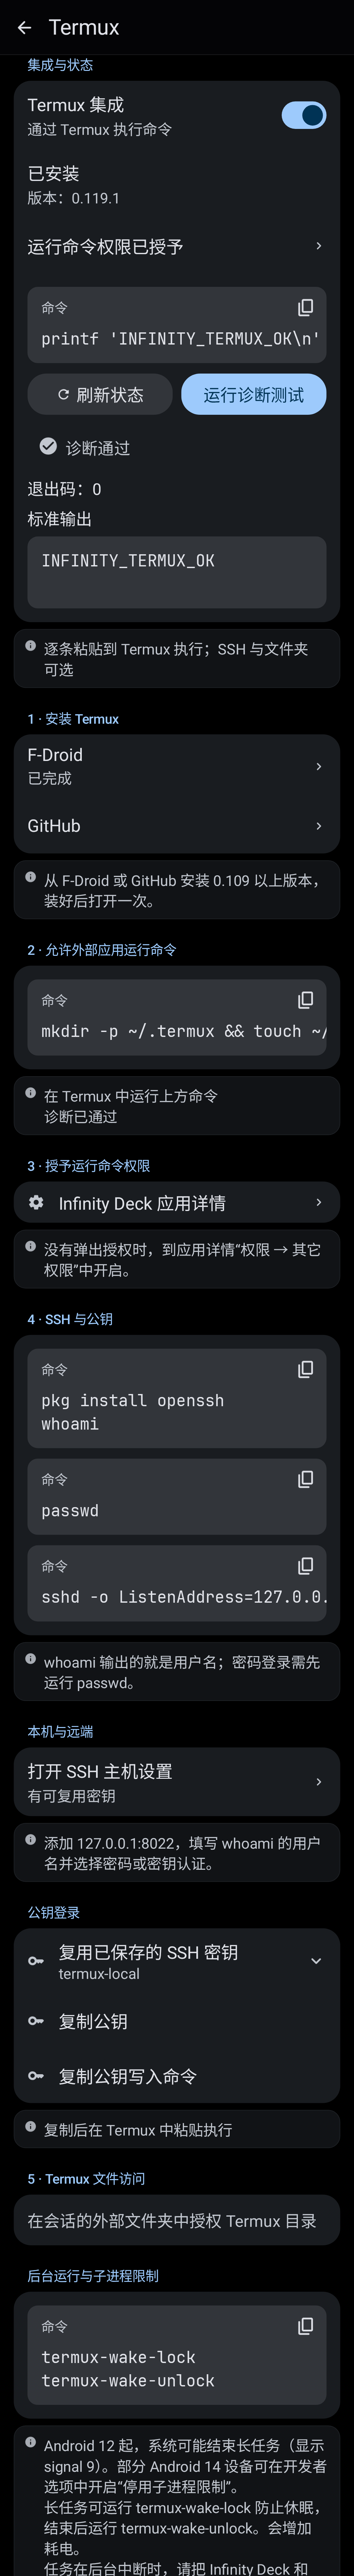 Termux
集成与状态
Termux 集成
通过 Termux 执行命令
已安装
版本：0.119.1
运行命令权限已授予
命令
printf 'INFINITY_TERMUX_OK\n'
刷新状态
运行诊断测试
诊断通过
退出码：0
标准输出
INFINITY_TERMUX_OK
逐条粘贴到 Termux 执行；SSH 与文件夹
可选
1 · 安装 Termux
F-Droid
已完成
GitHub
从 F-Droid 或 GitHub 安装 0.109 以上版本，
装好后打开一次。
2 · 允许外部应用运行命令
命令
mkdir -p ~/.termux && touch ~/
在 Termux 中运行上方命令
诊断已通过
3 · 授予运行命令权限
Infinity Deck 应用详情
没有弹出授权时，到应用详情“权限 → 其它
权限”中开启。
4 · SSH 与公钥
命令
pkg install openssh
whoami
命令
passwd
命令
sshd -o ListenAddress=127.0.0.
whoami 输出的就是用户名；密码登录需先
运行 passwd。
本机与远端
打开 SSH 主机设置
有可复用密钥
添加 127.0.0.1:8022，填写 whoami 的用户
名并选择密码或密钥认证。
公钥登录
复用已保存的 SSH 密钥
termux-local
复制公钥
复制公钥写入命令
复制后在 Termux 中粘贴执行
5 · Termux 文件访问
在会话的外部文件夹中授权 Termux 目录
后台运行与子进程限制
命令
termux-wake-lock
termux-wake-unlock
Android 12 起，系统可能结束长任务（显示
signal 9）。部分 Android 14 设备可在开发者
选项中开启“停用子进程限制”。
长任务可运行 termux-wake-lock 防止休眠，
结束后运行 termux-wake-unlock。会增加
耗电。
任务在后台中断时，请把 Infinity Deck 和